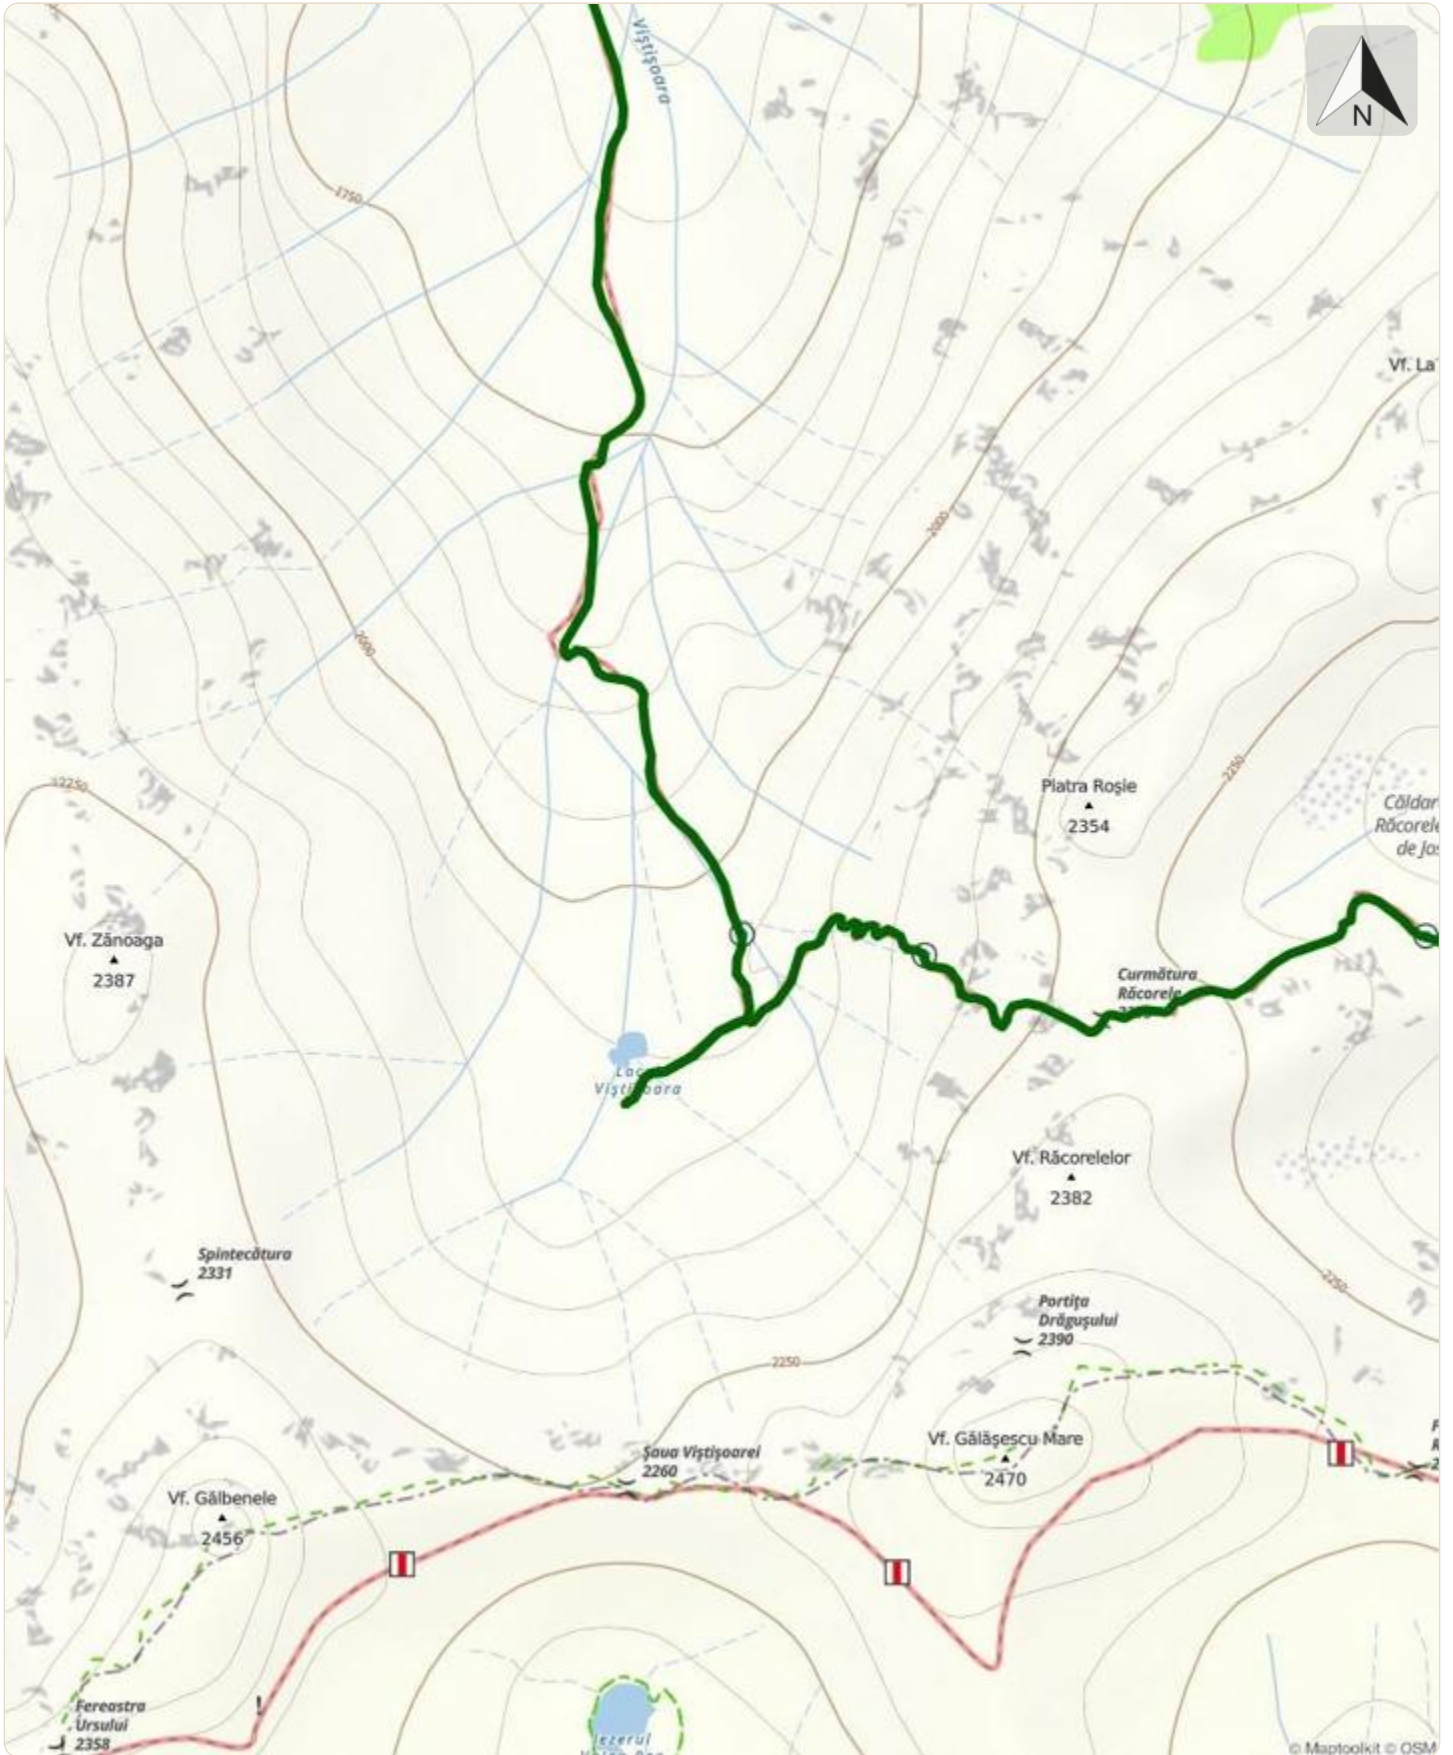 Viștișoara
N
1750
Vf. La
2000
2000
2250
2250
Piatra Roșie
2354
Căldar
Răcorele
de Jos
Vf. Zănoaga
2387
Curmătura
Răcorele
Lacul
Viștișoara
Vf. Răcorelelor
2382
Spintecătura
2331
2250
Portița
Drăgușului
2390
2250
Vf. Gălășescu Mare
2470
Șaua Viștișoarei
2260
Vf. Gălbenele
2456
!
Fereastra
Ursului
2358
Iezerul
© Maptoolkit © OSM